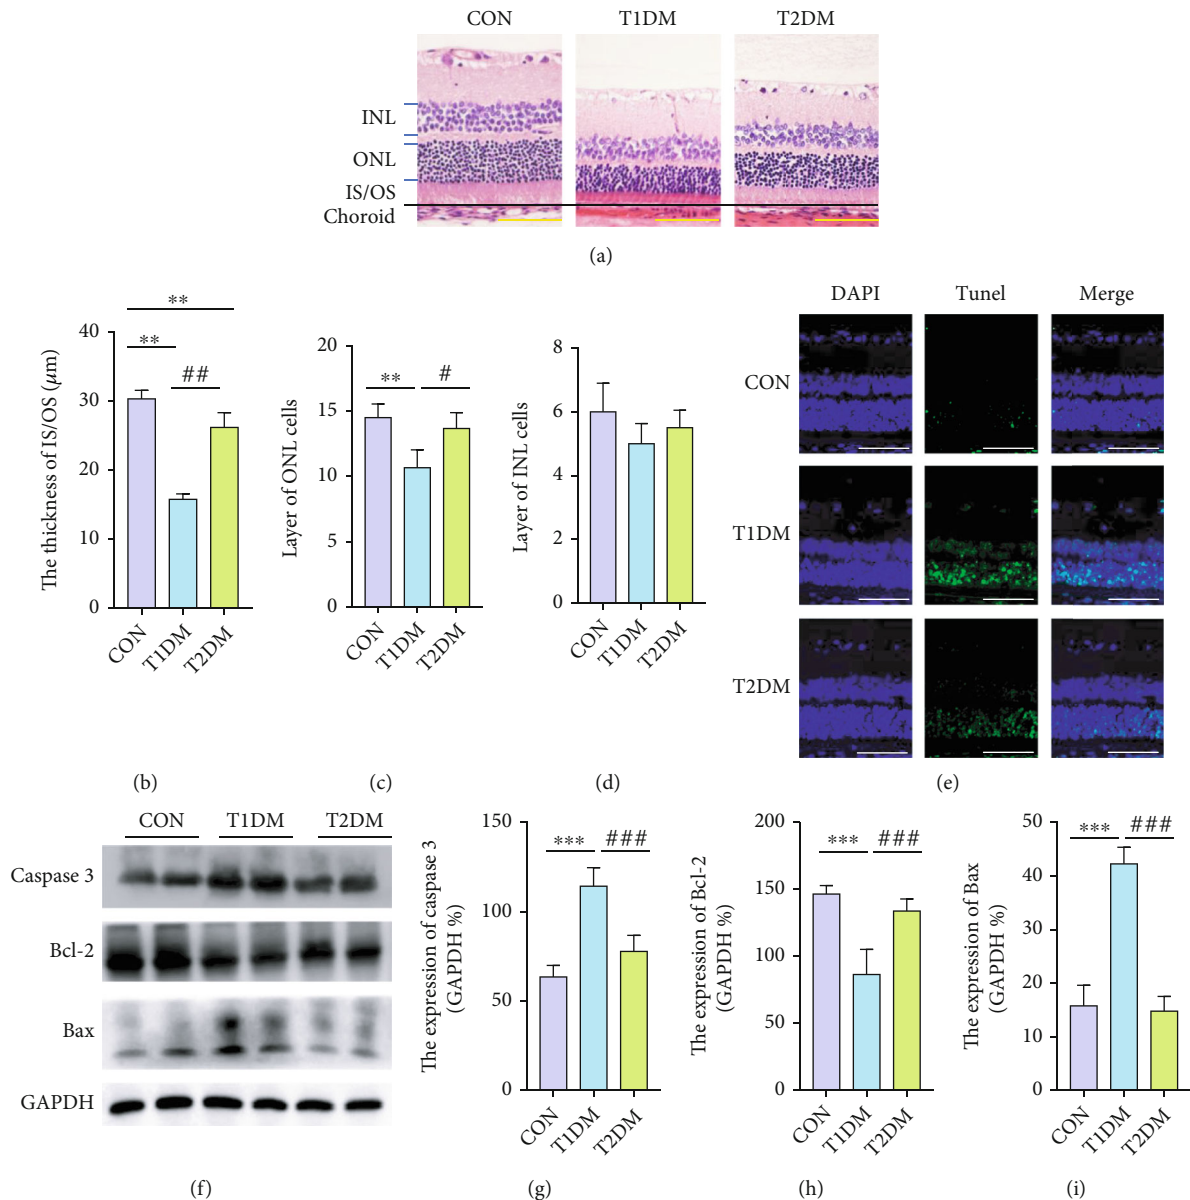 CON T1DM T2DM
INL
ONL
IS/OS
Choroid
(a)
**
**
##
The thickness of IS/OS (μm)
40
30
20
10
0
CON T1DM T2DM
(b)
**
#
Layer of ONL cells
20
15
10
5
0
CON T1DM T2DM
(c)
Layer of INL cells
8
6
4
2
0
CON T1DM T2DM
(d)
DAPI Tunel Merge
CON
T1DM
T2DM
(e)
CON T1DM T2DM
Caspase 3
Bcl-2
Bax
GAPDH
(f)
***
###
The expression of caspase 3
(GAPDH %)
150
100
50
0
CON T1DM T2DM
(g)
***
###
The expression of Bcl-2
(GAPDH %)
200
150
100
50
0
CON T1DM T2DM
(h)
***
###
The expression of Bax
(GAPDH %)
50
40
30
20
10
0
CON T1DM T2DM
(i)